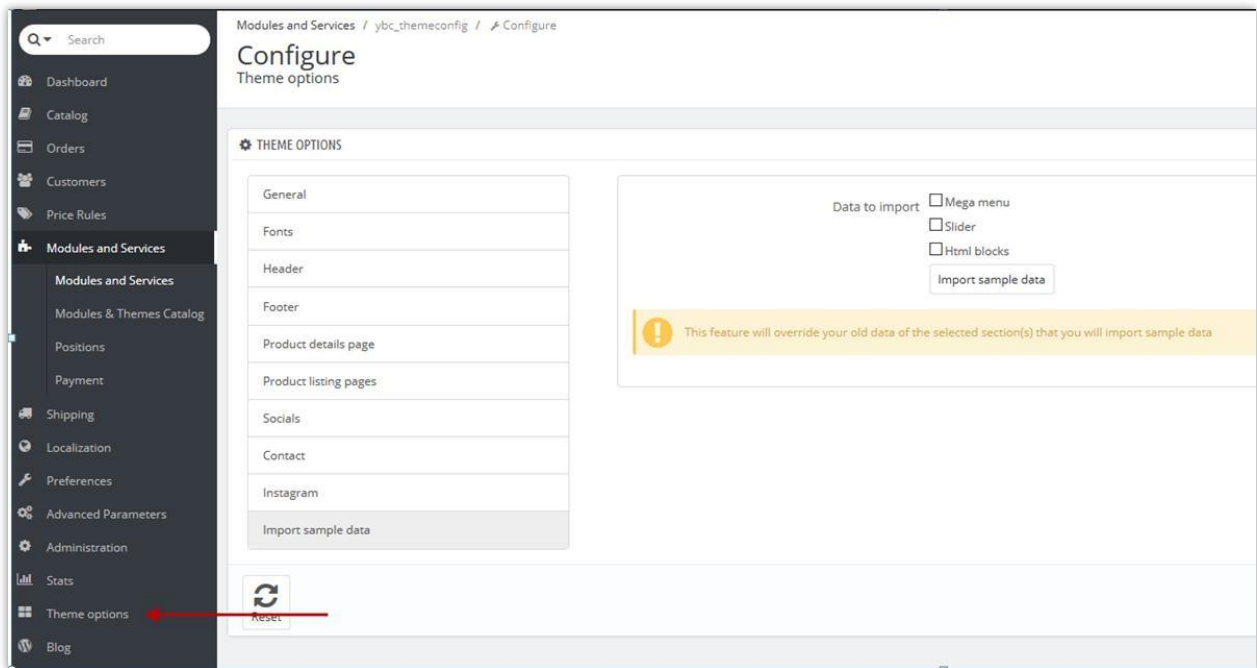 Search
Dashboard
Catalog
Orders
Customers
Price Rules
Modules and Services
Modules and Services
Modules & Themes Catalog
Positions
Payment
Shipping
Localization
Preferences
Advanced Parameters
Administration
Stats
Theme options
Blog
Modules and Services / ybc_themeconfig / Configure
Configure
Theme options
THEME OPTIONS
General
Fonts
Header
Footer
Product details page
Product listing pages
Socials
Contact
Instagram
Import sample data
Data to import
Mega menu
Slider
Html blocks
Import sample data
This feature will override your old data of the selected section(s) that you will import sample data
Reset